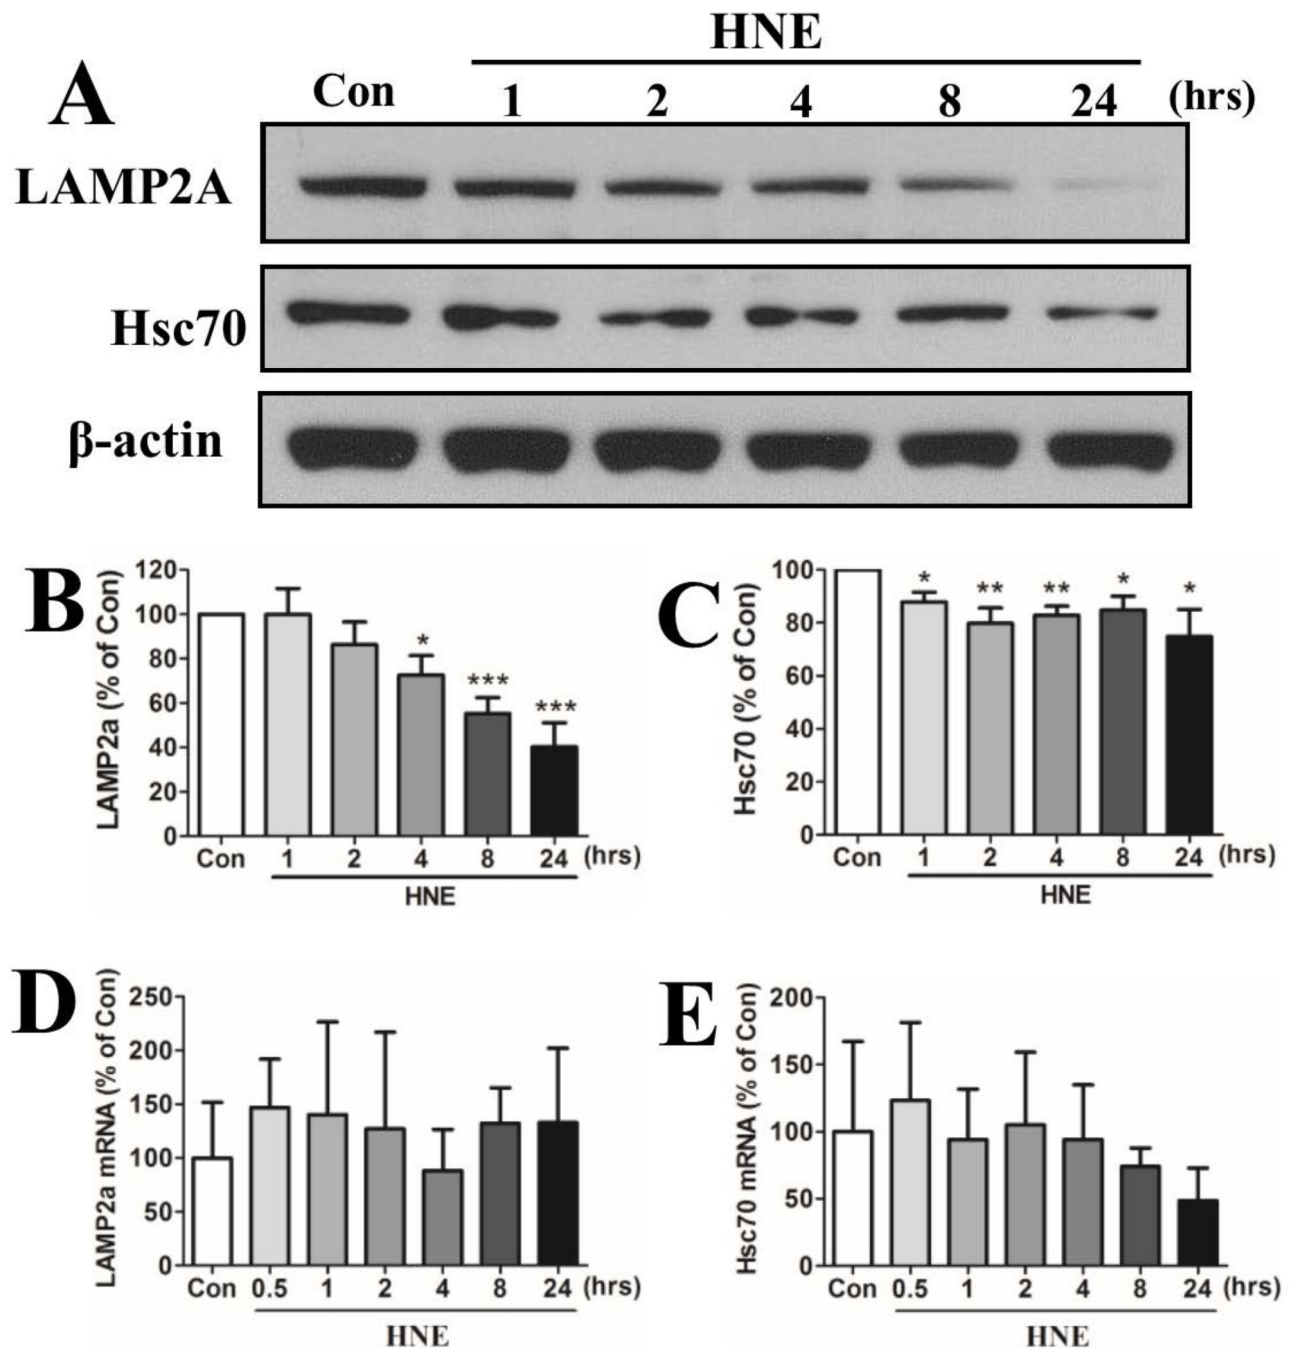 A
HNE
Con 1 2 4 8 24 (hrs)
LAMP2A
Hsc70
β-actin
B
LAMP2a (% of Con)
120
100
80
60
40
20
0
*
***
***
Con 1 2 4 8 24 (hrs)
HNE
C
Hsc70 (% of Con)
100
80
60
40
20
0
*
**
**
*
*
Con 1 2 4 8 24 (hrs)
HNE
D
LAMP2a mRNA (% of Con)
250
200
150
100
50
0
Con 0.5 1 2 4 8 24 (hrs)
HNE
E
Hsc70 mRNA (% of Con)
200
150
100
50
0
Con 0.5 1 2 4 8 24 (hrs)
HNE